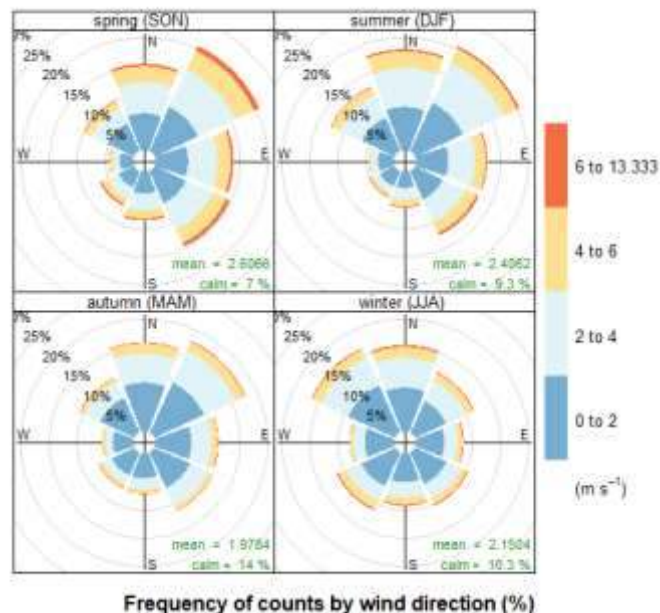 spring (SON)
summer (DJF)
25%
20%
15%
10%
5%
N
W
E
S
mean = 2.6066
calm = 7 %
25%
20%
15%
10%
5%
N
W
E
S
mean = 2.4062
calm = 9.3 %
autumn (MAM)
winter (JJA)
25%
20%
15%
10%
5%
N
W
E
S
mean = 1.9784
calm = 14 %
25%
20%
15%
10%
5%
N
W
E
S
mean = 2.1504
calm = 10.3 %
6 to 13.333
4 to 6
2 to 4
0 to 2
(m s⁻¹)
Frequency of counts by wind direction (%)